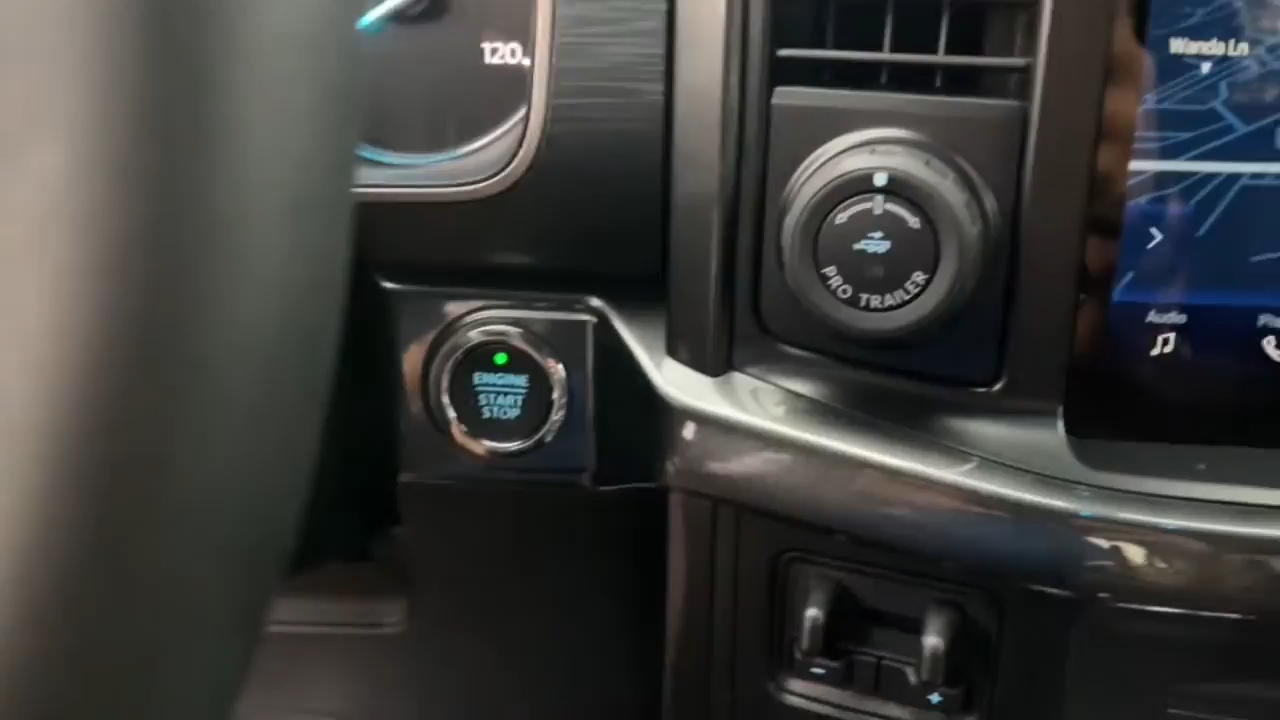 120
Wanda Ln
PRO TRAILER
ENGINE
START
STOP
Audio
-
+